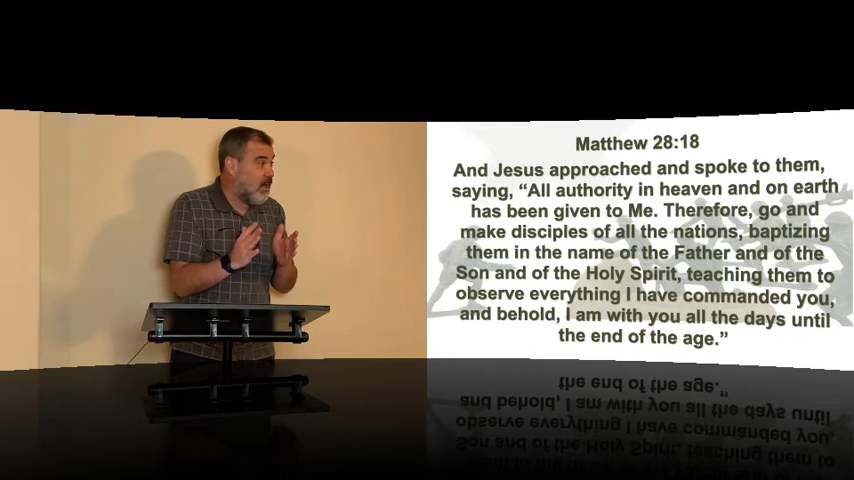 Matthew 28:18
And Jesus approached and spoke to them,
saying, “All authority in heaven and on earth
has been given to Me. Therefore, go and
make disciples of all the nations, baptizing
them in the name of the Father and of the
Son and of the Holy Spirit, teaching them to
observe everything I have commanded you,
and behold, I am with you all the days until
the end of the age.”